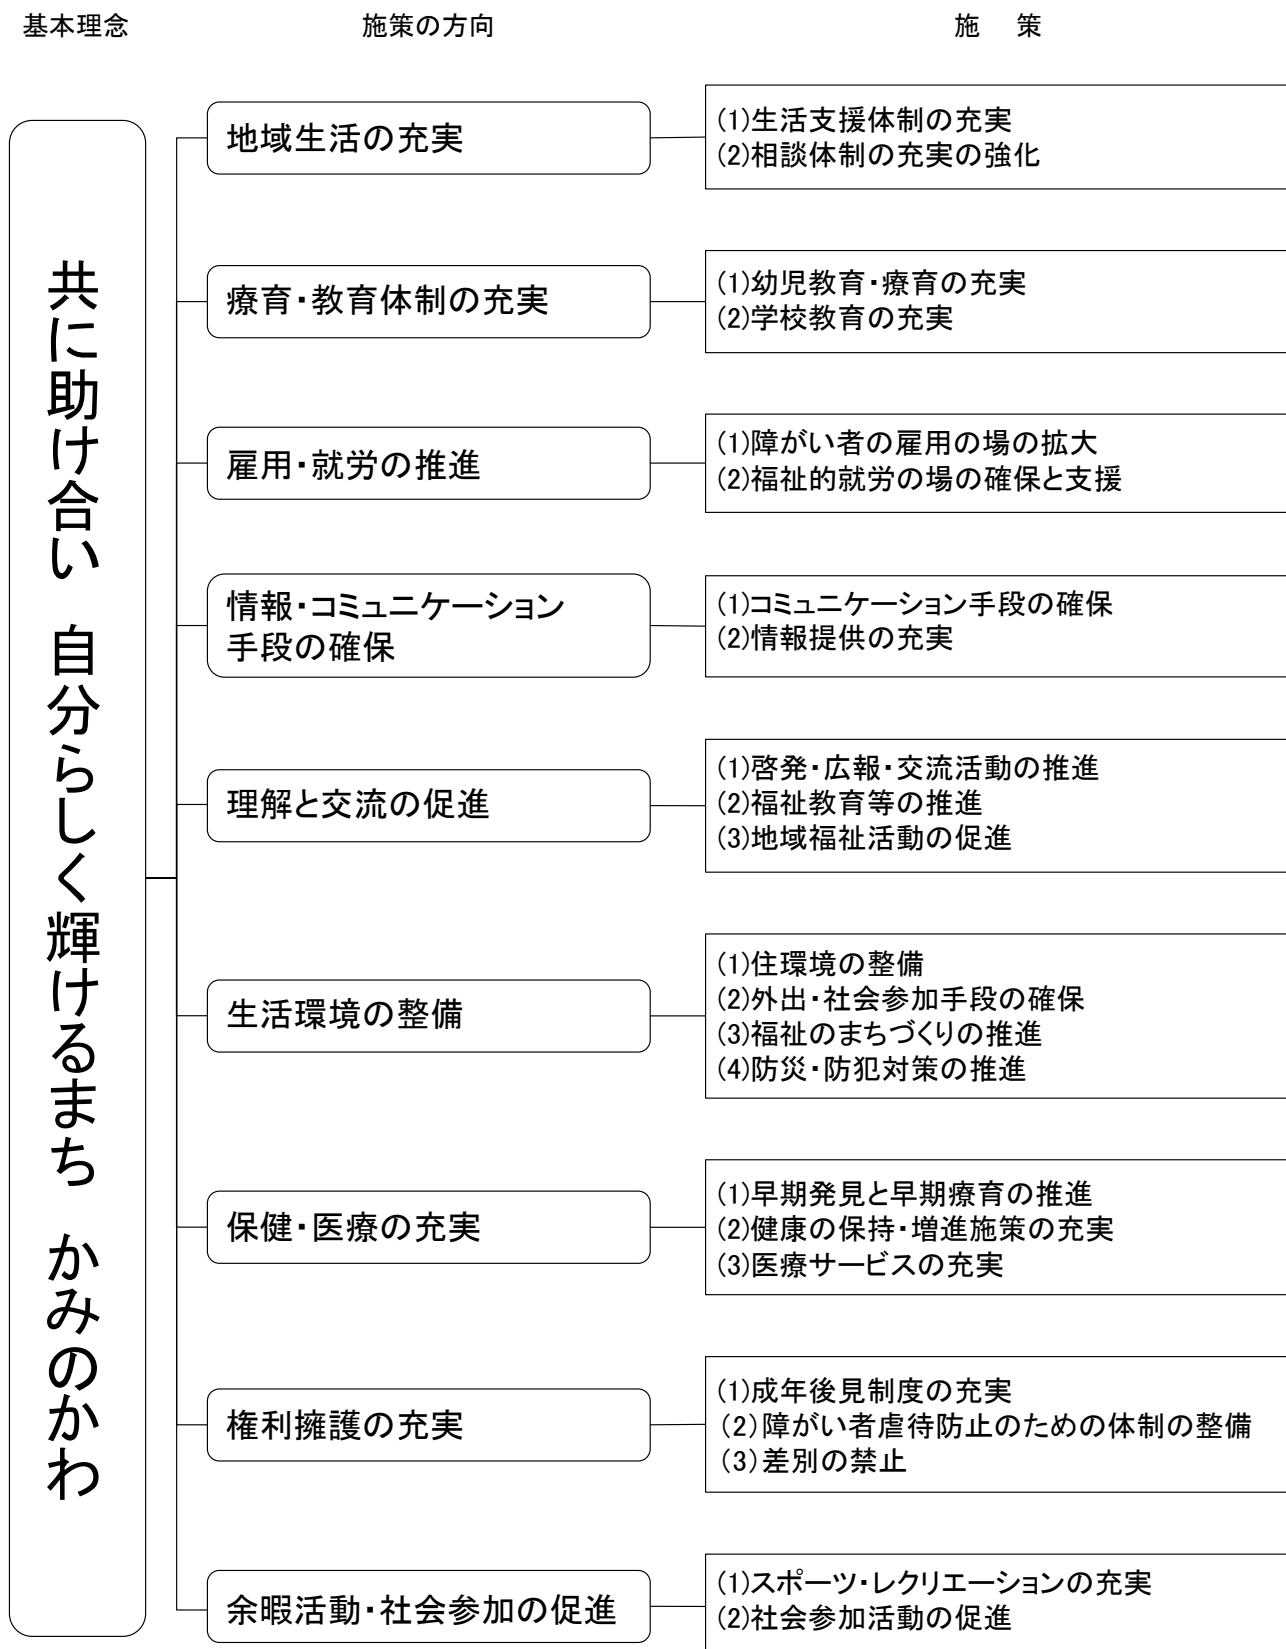 基本理念
施策の方向
施 策
共に助け合い 自分らしく輝けるまち かみのかわ
地域生活の充実
(1)生活支援体制の充実
(2)相談体制の充実の強化
療育・教育体制の充実
(1)幼児教育・療育の充実
(2)学校教育の充実
雇用・就労の推進
(1)障がい者の雇用の場の拡大
(2)福祉的就労の場の確保と支援
情報・コミュニケーション
手段の確保
(1)コミュニケーション手段の確保
(2)情報提供の充実
理解と交流の促進
(1)啓発・広報・交流活動の推進
(2)福祉教育等の推進
(3)地域福祉活動の促進
生活環境の整備
(1)住環境の整備
(2)外出・社会参加手段の確保
(3)福祉のまちづくりの推進
(4)防災・防犯対策の推進
保健・医療の充実
(1)早期発見と早期療育の推進
(2)健康の保持・増進施策の充実
(3)医療サービスの充実
権利擁護の充実
(1)成年後見制度の充実
(2)障がい者虐待防止のための体制の整備
(3)差別の禁止
余暇活動・社会参加の促進
(1)スポーツ・レクリエーションの充実
(2)社会参加活動の促進